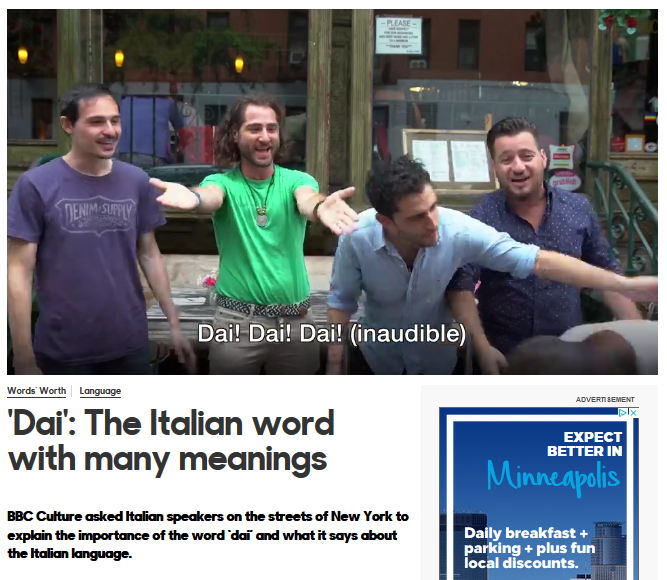 - PLEASE -
DENIM & SUPPLY
Dai! Dai! Dai! (inaudible)
Words' Worth | Language
'Dai': The Italian word
with many meanings
BBC Culture asked Italian speakers on the streets of New York to
explain the importance of the word `dai' and what it says about
the Italian language.
ADVERTISEMENT
EXPECT
BETTER IN
Minneapolis
Daily breakfast +
parking + plus fun
local discounts.